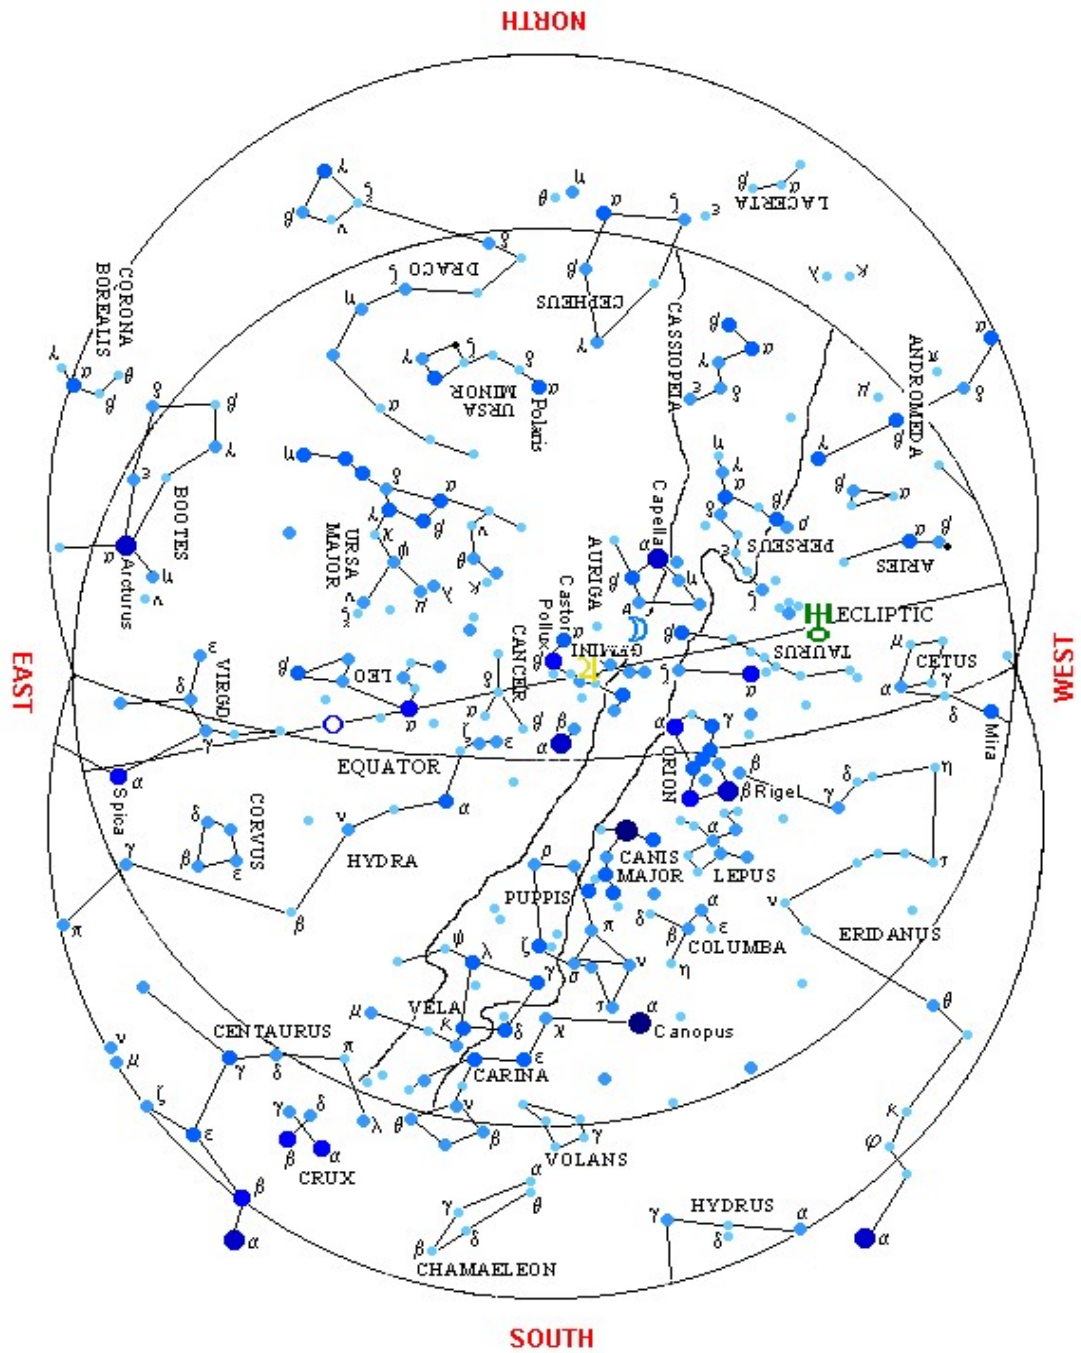 NORTH
γ
ξ
β
ν
δ
DRACO
ζ
η
α
θ
η
α
ζ
ε
β
CEPHEUS
γ
β
α
LACERTA
λ
κ
CORONA
BOREALIS
γ
α
θ
β
δ
β
γ
ε
BOOTES
α
Arcturus
η
υ
γ
ζ
δ
α
URSA
MINOR
Polaris
CASSIOPEIA
β
α
γ
ε
δ
α
π
δ
μ
ANDROMEDA
β
γ
η
δ
α
γ
β
χ
ψ
ν
θ
κ
λ
μ
ν
ξ
URSA
MAJOR
Capella
α
AURIGA
β
η
η
γ
α
β
ρ
δ
ε
PERSEUS
ζ
β
α
α
β
ARIES
ECLIPTIC
Castor
α
Pollux
β
GEMINI
CANCER
δ
α
β
β
LEO
α
EAST
VIRGO
ε
δ
γ
α
Spica
β
TAURUS
ζ
α
μ
CETUS
α
γ
δ
Mira
WEST
EQUATOR
ζ
ε
α
ν
HYDRA
β
γ
π
CORVUS
δ
β
ε
β
α
ORION
α
γ
β
Rigel
β
δ
η
γ
τ
ν
ERIDANUS
θ
κ
φ
α
CANIS
MAJOR
α
LEPUS
ρ
PUPPIS
π
ζ
σ
ν
τ
δ
α
β
ε
COLUMBA
η
ψ
λ
γ
VELA
μ
κ
δ
χ
α
Canopus
CARINA
ε
ν
θ
β
CENTAURUS
ν
μ
γ
δ
π
ζ
ε
λ
β
α
γ
δ
β
α
CRUX
γ
VOLANS
α
γ
θ
β
δ
CHAMAELEON
γ
HYDRUS
α
δ
SOUTH